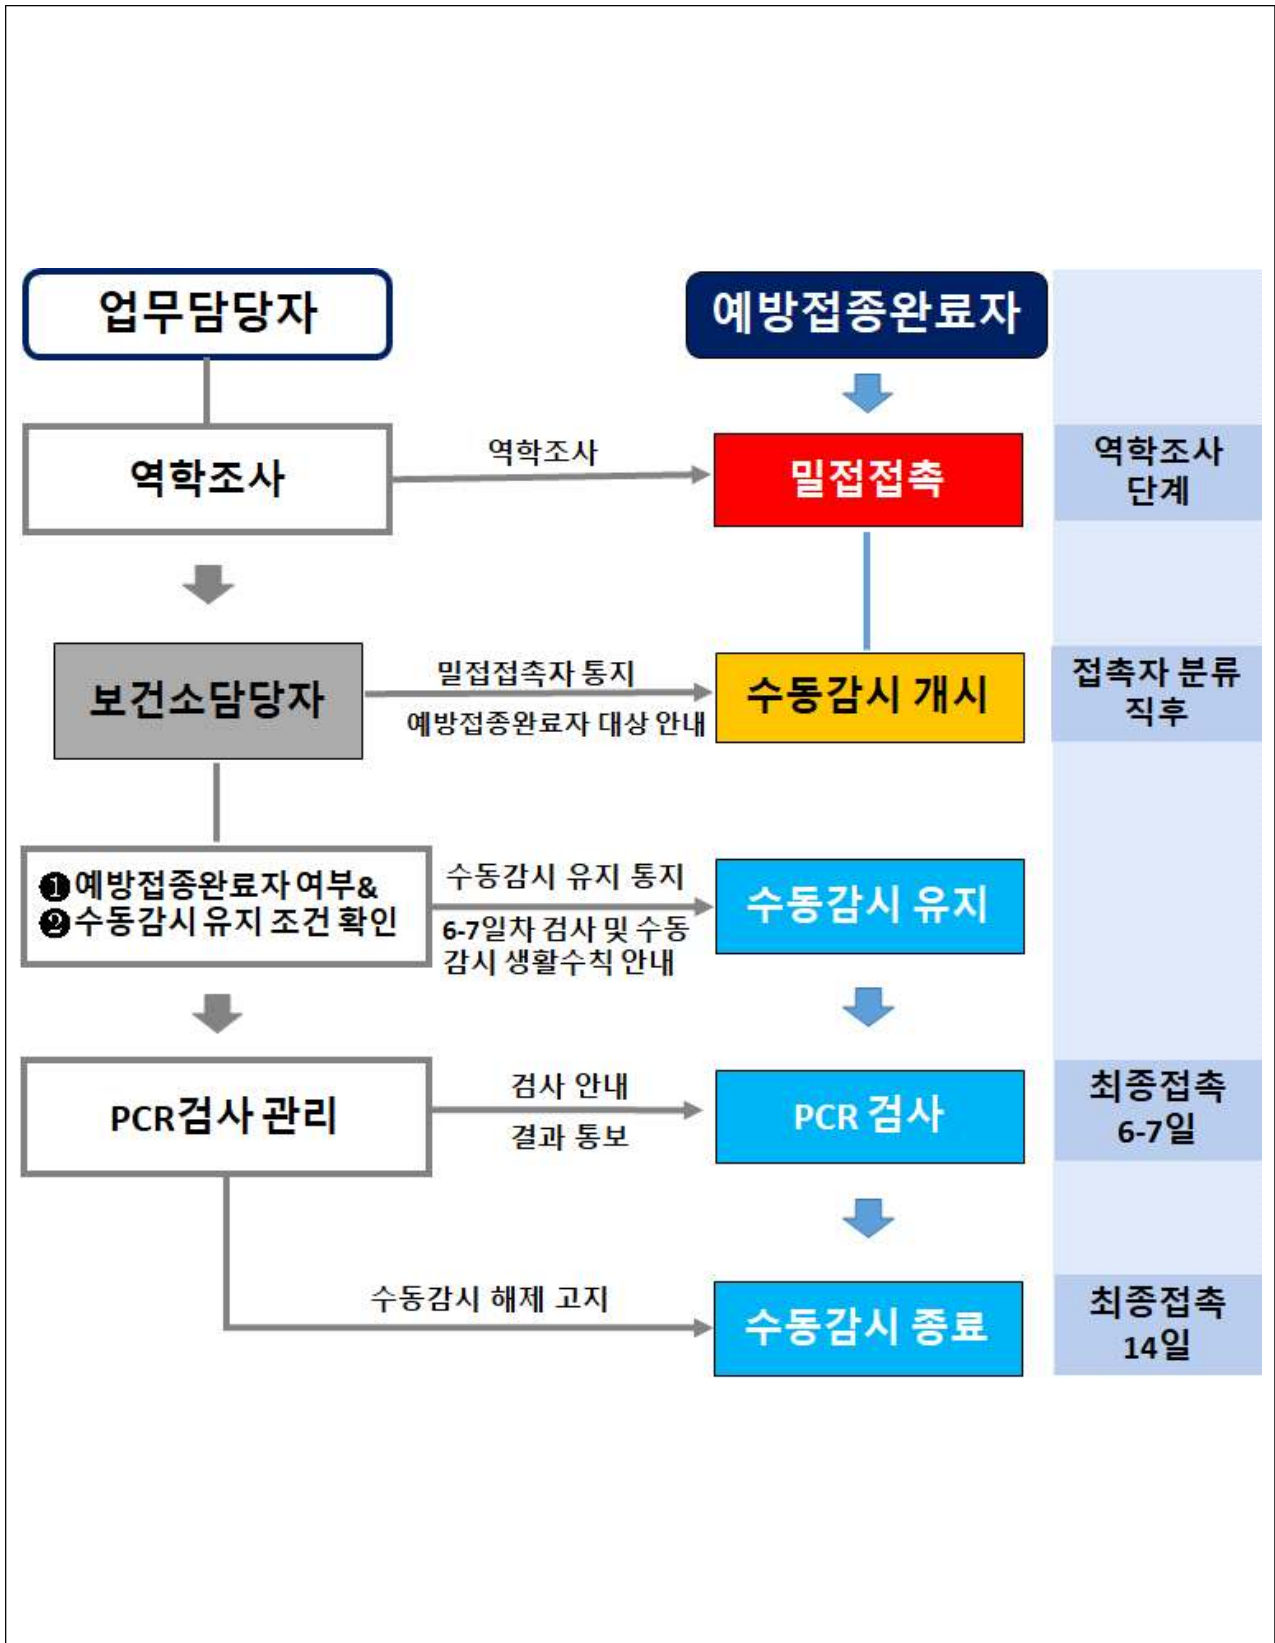 업무담당자
예방접종완료자
역학조사
역학조사
밀접접촉
역학조사
단계
보건소담당자
밀접접촉자 통지
예방접종완료자 대상 안내
수동감시 개시
접촉자 분류
직후
❶예방접종완료자 여부&
❷수동감시 유지 조건 확인
수동감시 유지 통지
6-7일차 검사 및 수동
감시 생활수칙 안내
수동감시 유지
PCR검사 관리
검사 안내
결과 통보
PCR 검사
최종접촉
6-7일
수동감시 해제 고지
수동감시 종료
최종접촉
14일